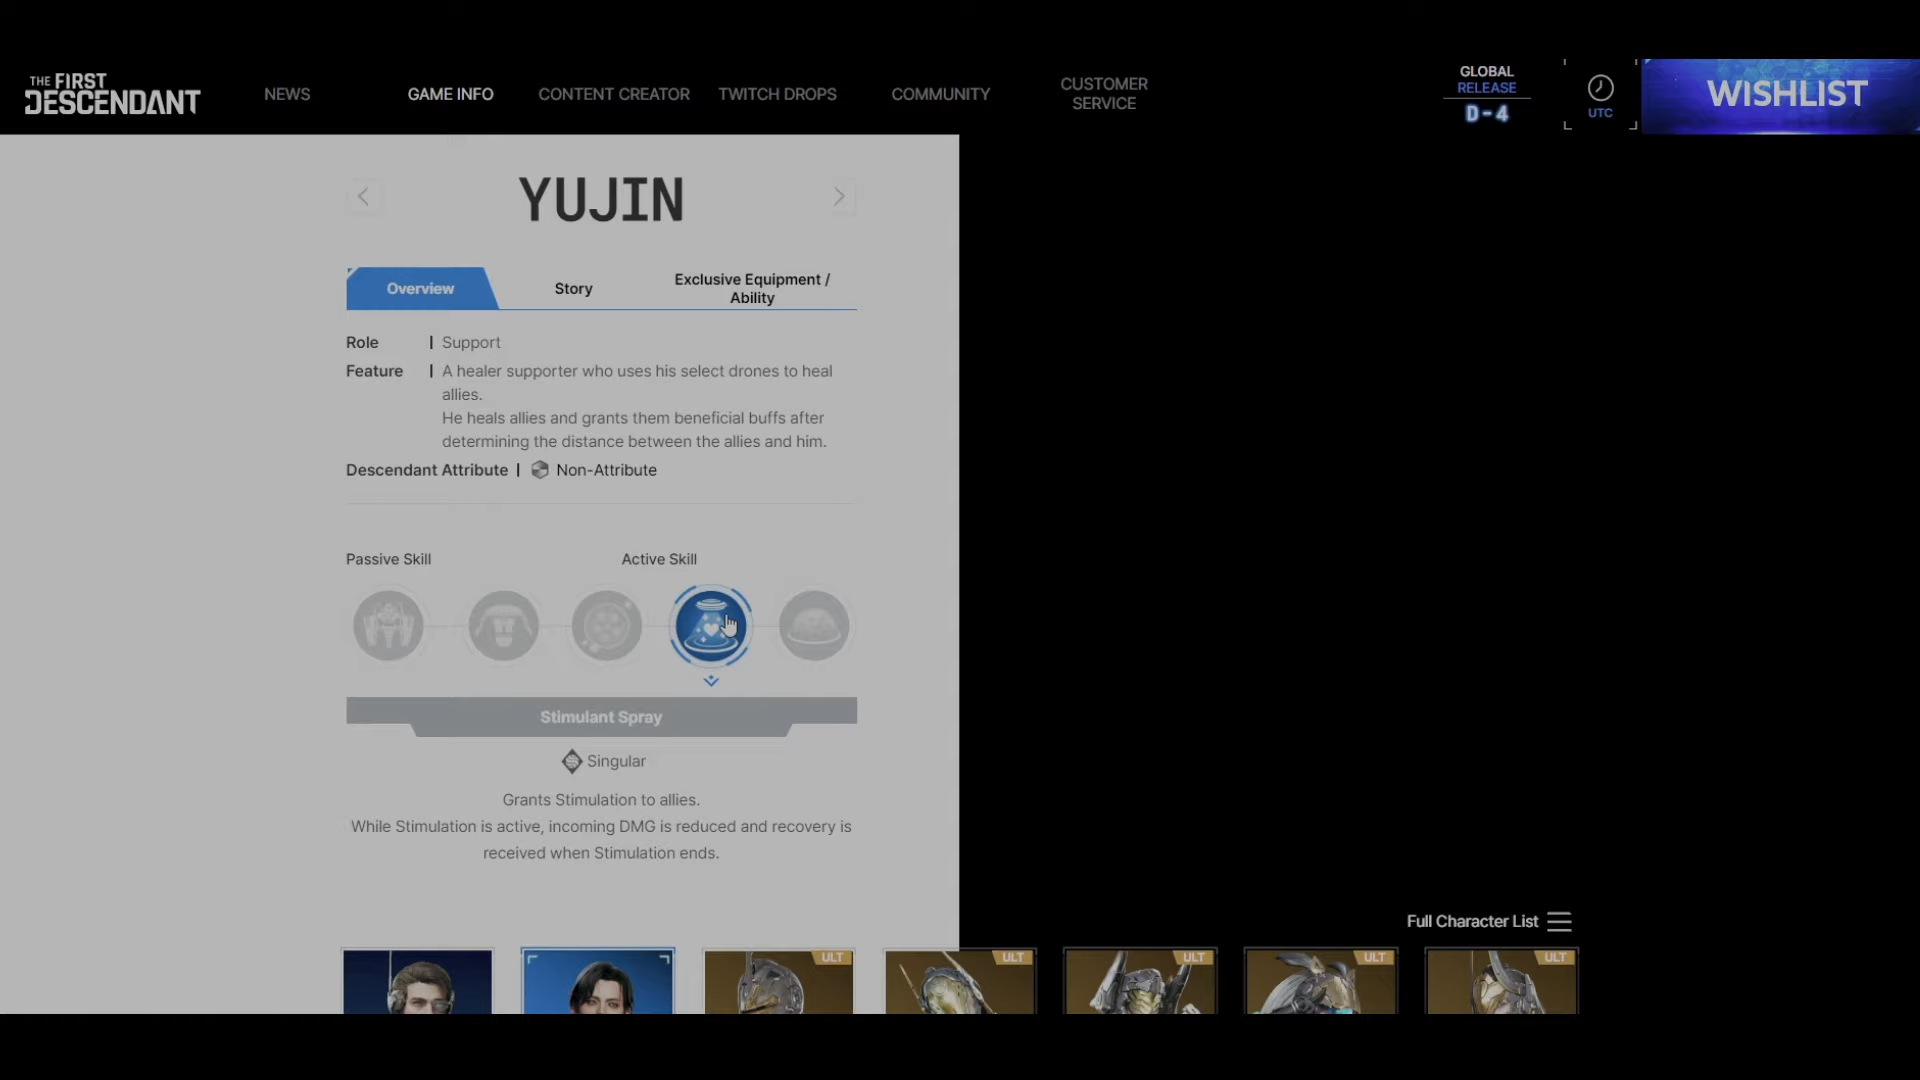 THE FIRST
DESCENDANT
NEWS
GAME INFO
CONTENT CREATOR
TWITCH DROPS
COMMUNITY
CUSTOMER
SERVICE
GLOBAL
RELEASE
D-4
UTC
WISHLIST
YUJIN
Overview
Story
Exclusive Equipment /
Ability
Role | Support
Feature | A healer supporter who uses his select drones to heal
allies.
He heals allies and grants them beneficial buffs after
determining the distance between the allies and him.
Descendant Attribute | Non-Attribute
Passive Skill
Active Skill
Stimulant Spray
Singular
Grants Stimulation to allies.
While Stimulation is active, incoming DMG is reduced and recovery is
received when Stimulation ends.
Full Character List
ULT
ULT
ULT
ULT
ULT